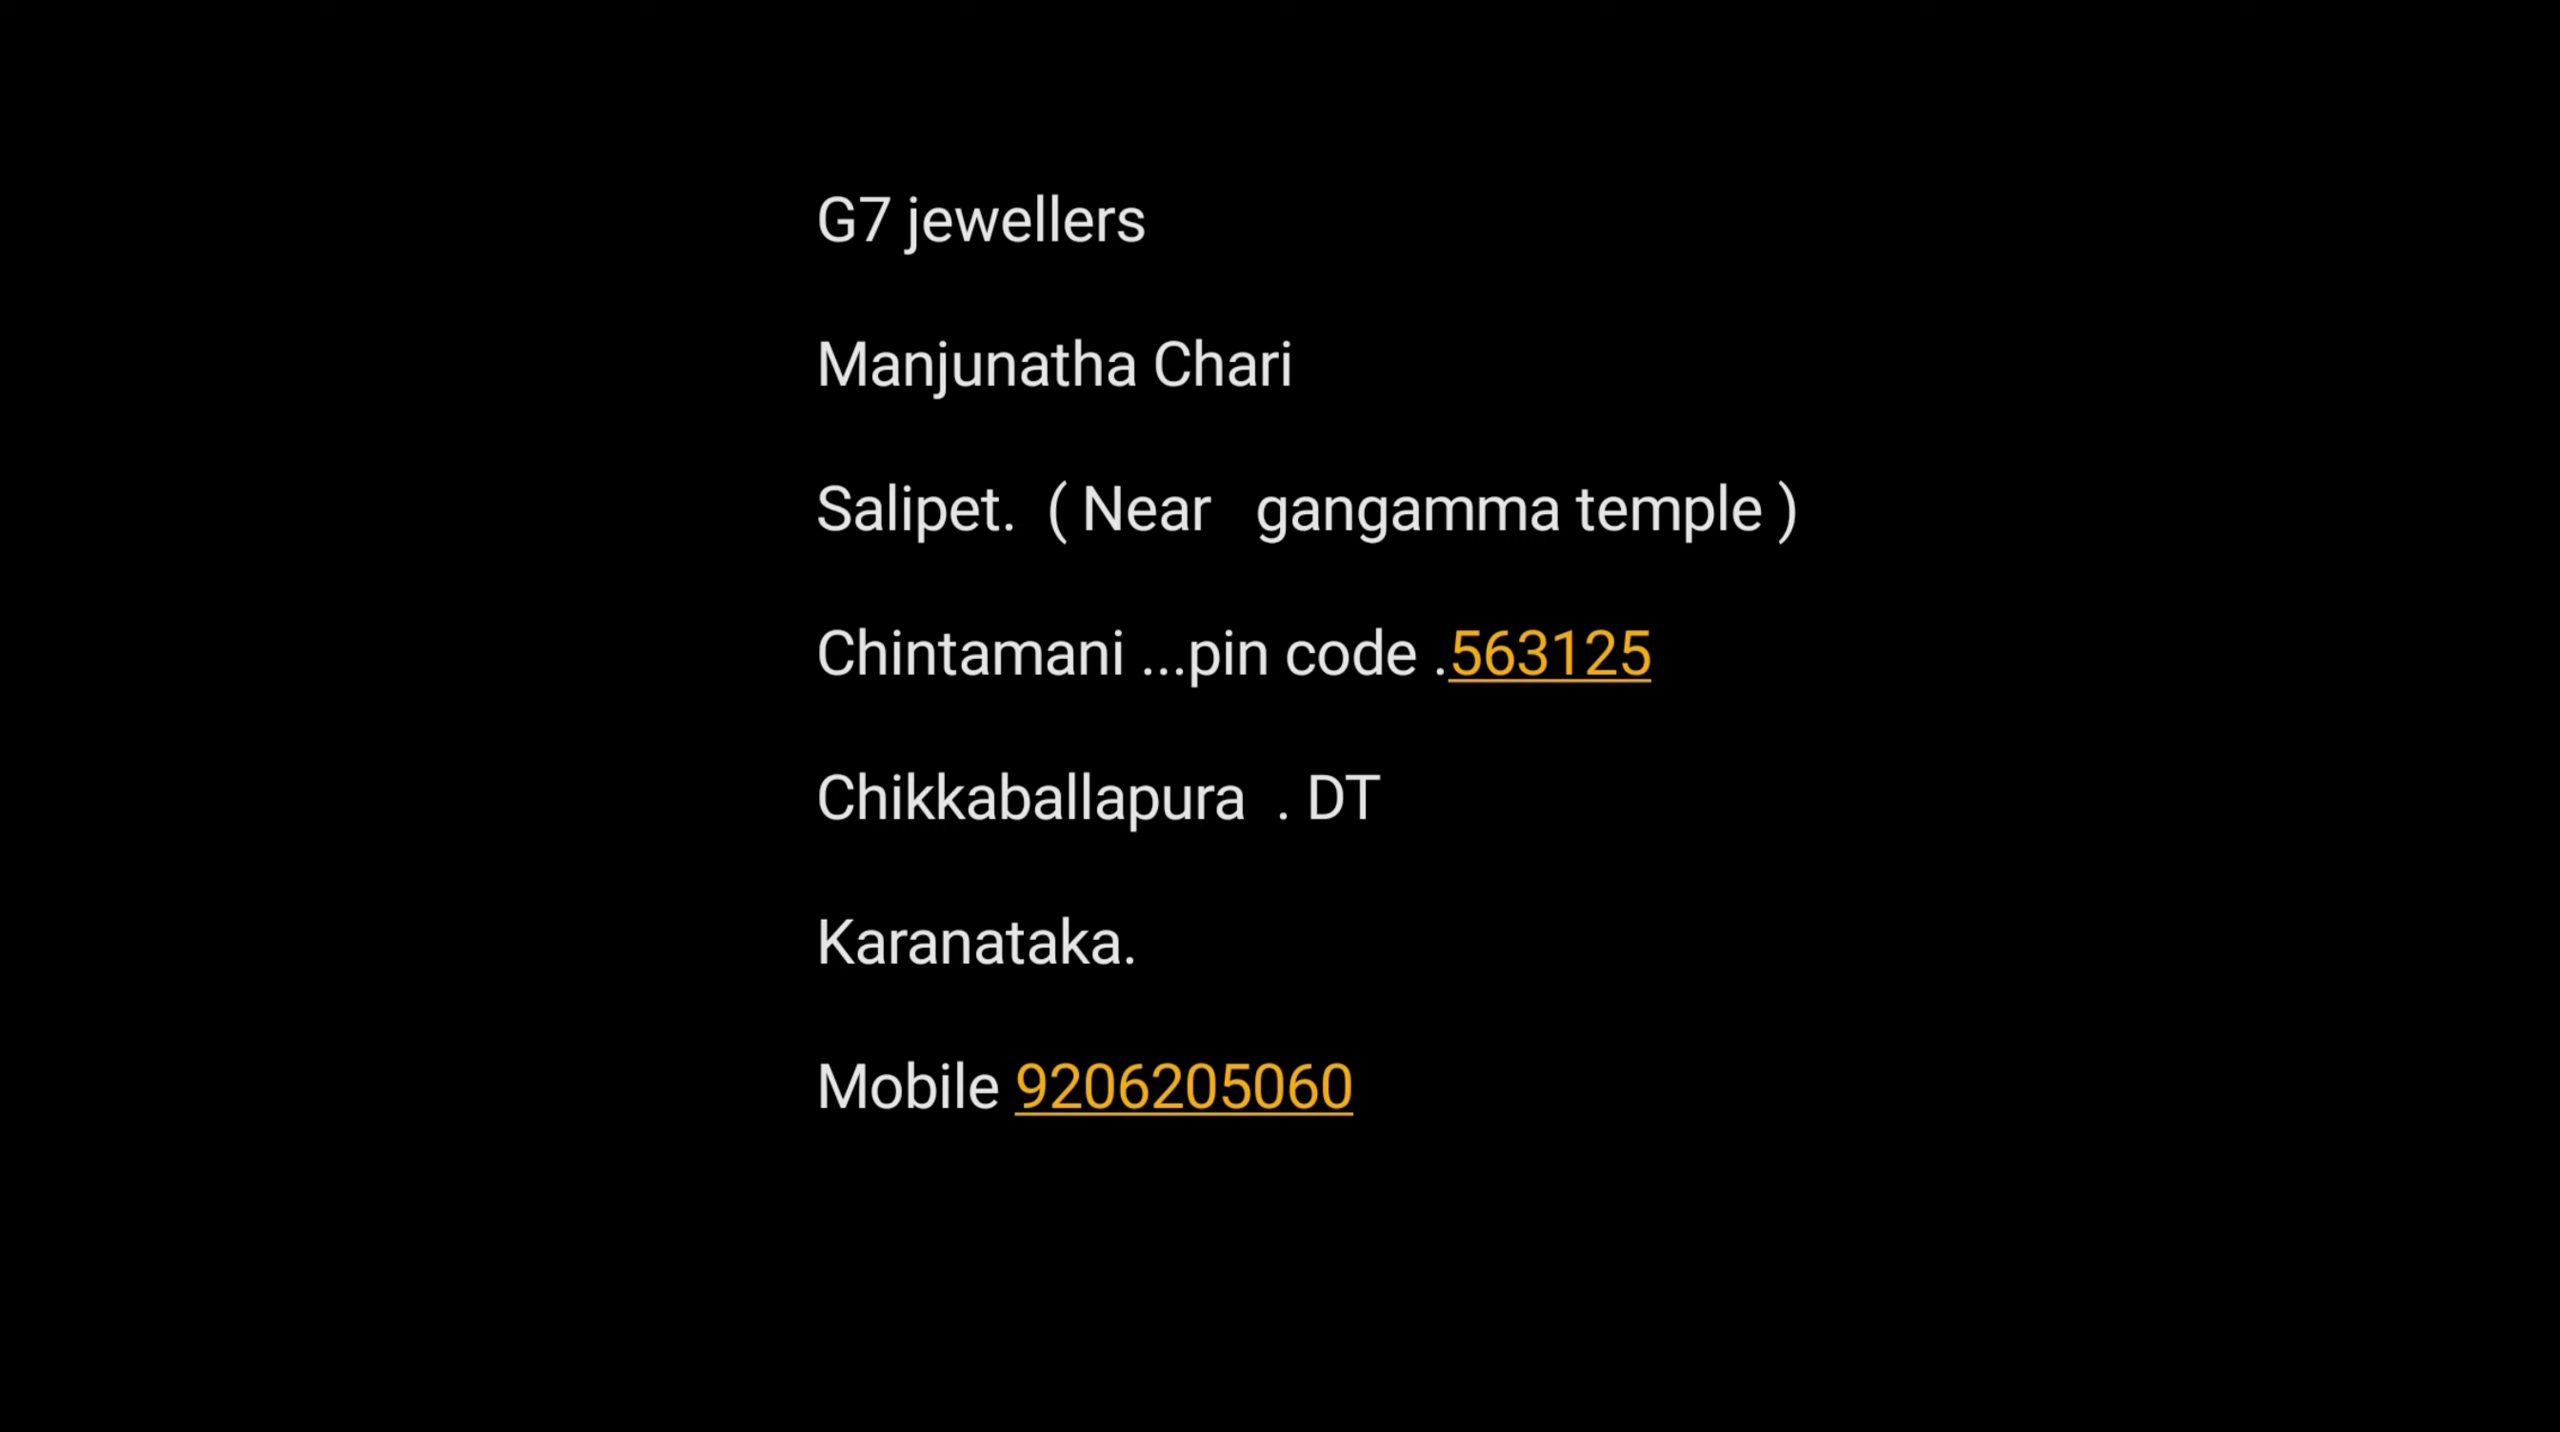 G7 jewellers
Manjunatha Chari
Salipet.  ( Near   gangamma temple )
Chintamani ...pin code .563125
Chikkaballapura  . DT
Karanataka.
Mobile 9206205060